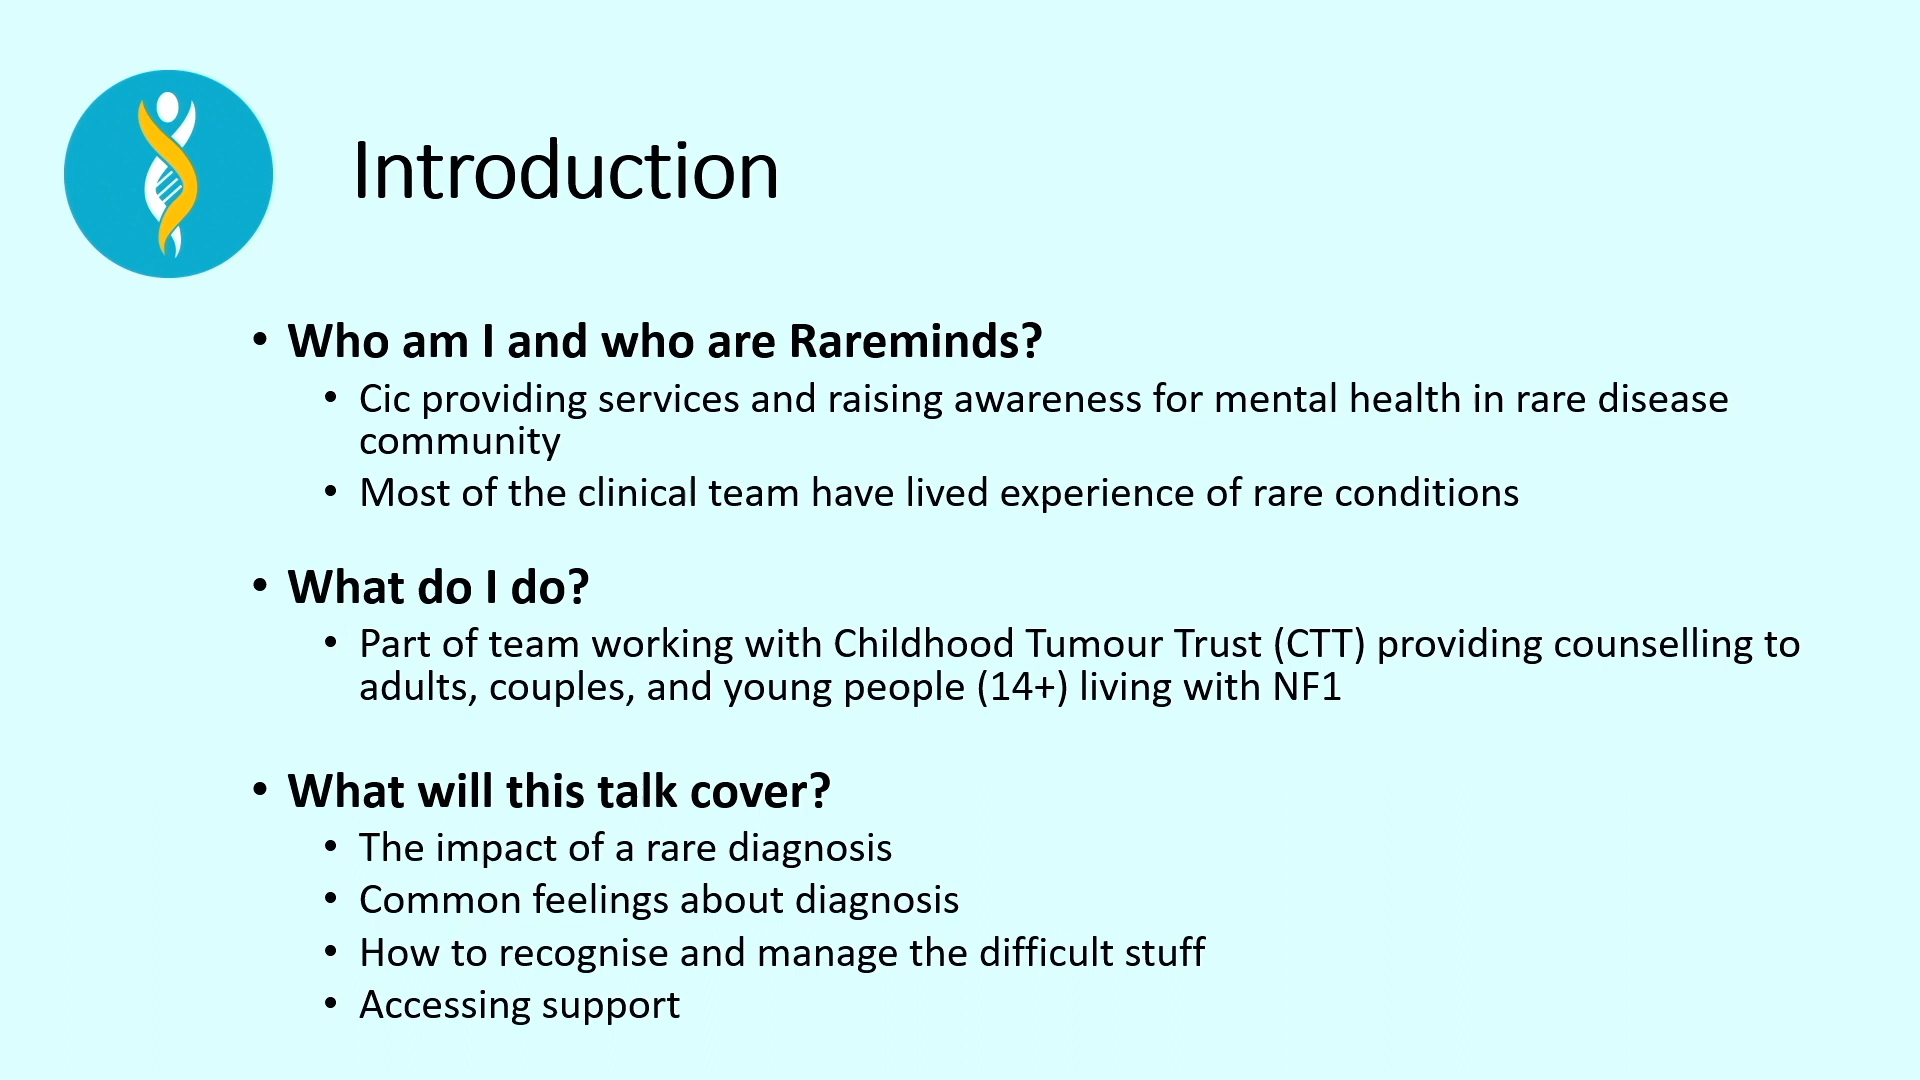 Introduction
• Who am I and who are Rareminds?
• Cic providing services and raising awareness for mental health in rare disease
community
• Most of the clinical team have lived experience of rare conditions
• What do I do?
• Part of team working with Childhood Tumour Trust (CTT) providing counselling to
adults, couples, and young people (14+) living with NF1
• What will this talk cover?
• The impact of a rare diagnosis
• Common feelings about diagnosis
• How to recognise and manage the difficult stuff
• Accessing support